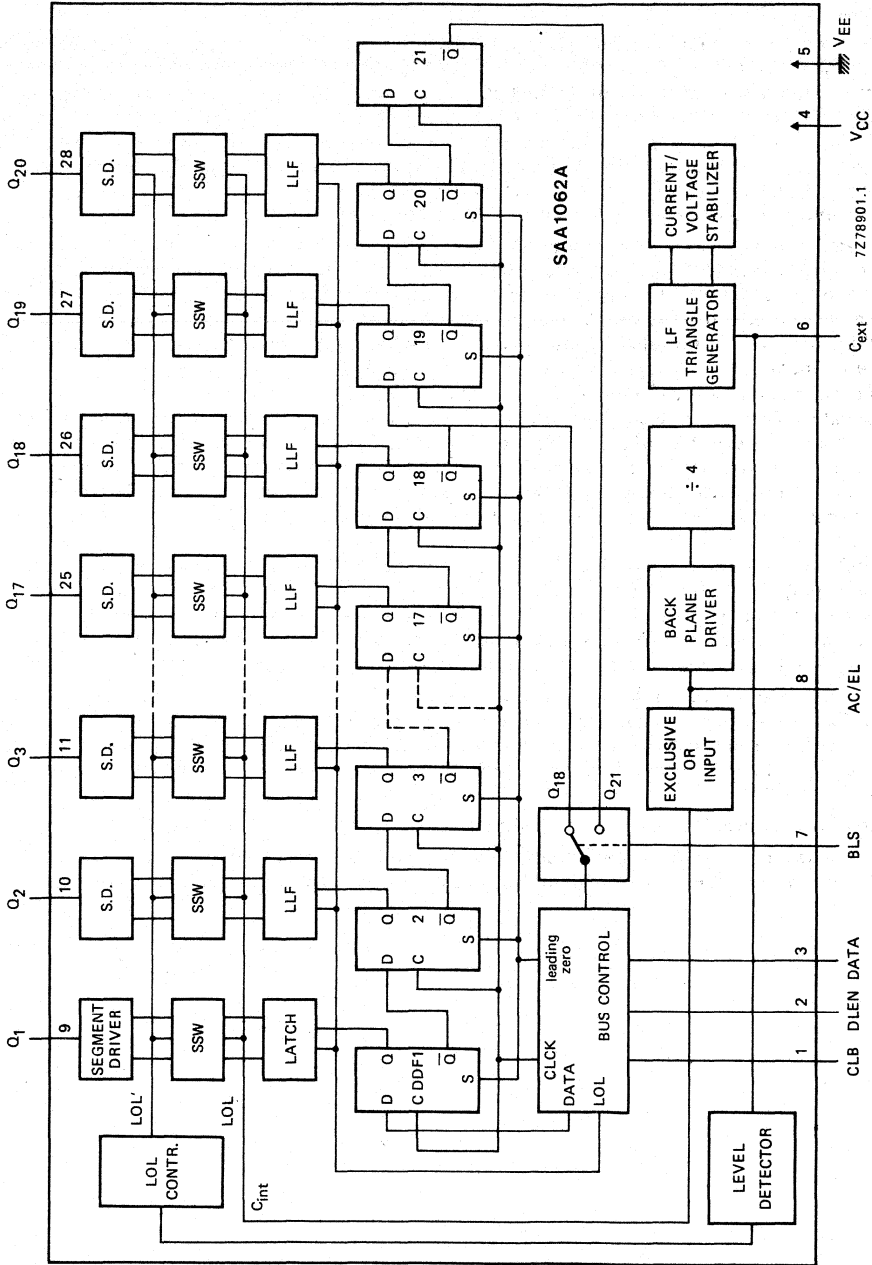 Q1
Q2
Q3
Q17
Q18
Q19
Q20
9
10
11
25
26
27
28
SEGMENT DRIVER
S.D.
S.D.
S.D.
S.D.
S.D.
S.D.
LOL'
LOL CONTR.
SSW
SSW
SSW
SSW
SSW
SSW
SSW
LOL
Cint
LATCH
LLF
LLF
LLF
LLF
LLF
LLF
D Q
C DDF1 Q̅
S
D Q
C 2 Q̅
S
D Q
C 3 Q̅
S
D Q
C 17 Q̅
S
D Q
C 18 Q̅
S
D Q
C 19 Q̅
S
D Q
C 20 Q̅
S
D
C 21 Q̅
SAA1062A
CLCK
DATA
LOL
leading zero
BUS CONTROL
Q18
Q21
EXCLUSIVE OR INPUT
BACK PLANE DRIVER
÷ 4
LF TRIANGLE GENERATOR
CURRENT/ VOLTAGE STABILIZER
LEVEL DETECTOR
1
2
3
7
8
6
4
5
CLB
DLEN
DATA
BLS
AC/EL
Cext
VCC
VEE
7Z78901.1